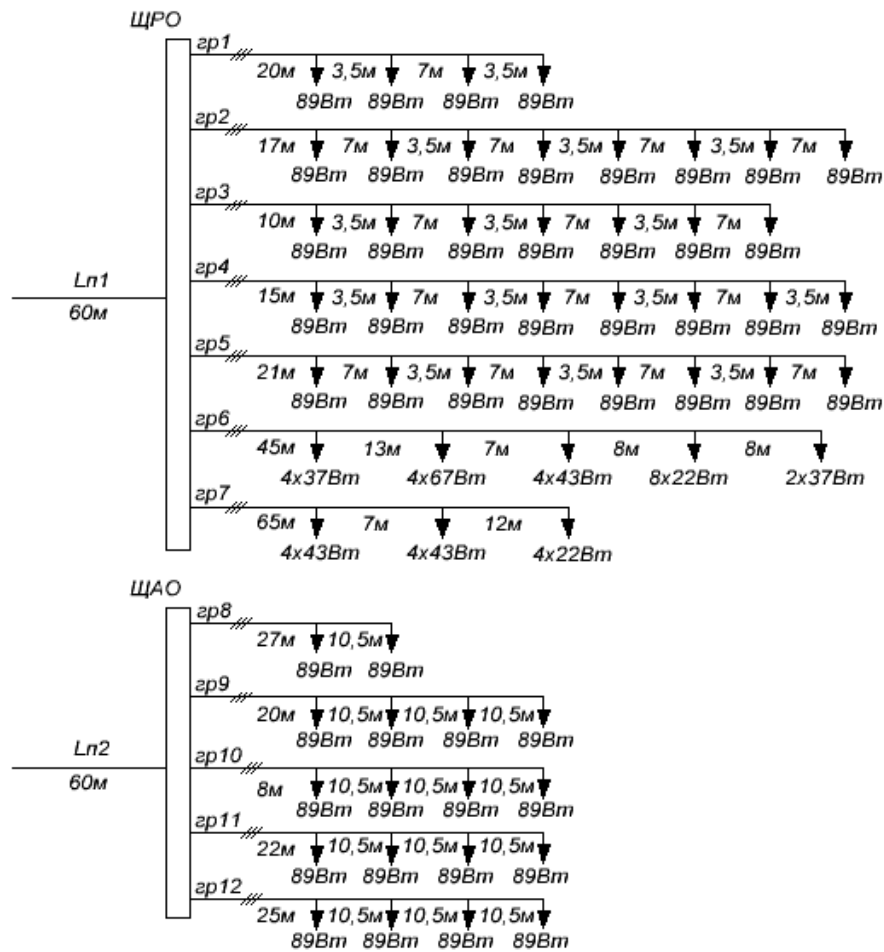 ЩРО
гр1
20м 3,5м 7м 3,5м
89Вт 89Вт 89Вт 89Вт
гр2
17м 7м 3,5м 7м 3,5м 7м 3,5м 7м
89Вт 89Вт 89Вт 89Вт 89Вт 89Вт 89Вт 89Вт
гр3
10м 3,5м 7м 3,5м 7м 3,5м 7м
89Вт 89Вт 89Вт 89Вт 89Вт 89Вт 89Вт
гр4
Lп1
15м 3,5м 7м 3,5м 7м 3,5м 7м 3,5м
60м
89Вт 89Вт 89Вт 89Вт 89Вт 89Вт 89Вт 89Вт
гр5
21м 7м 3,5м 7м 3,5м 7м 3,5м 7м
89Вт 89Вт 89Вт 89Вт 89Вт 89Вт 89Вт 89Вт
гр6
45м 13м 7м 8м 8м
4х37Вт 4х67Вт 4х43Вт 8х22Вт 2х37Вт
гр7
65м 7м 12м
4х43Вт 4х43Вт 4х22Вт
ЩАО
гр8
27м 10,5м
89Вт 89Вт
гр9
20м 10,5м 10,5м 10,5м
89Вт 89Вт 89Вт 89Вт
Lп2
гр10
60м
8м 10,5м 10,5м 10,5м
89Вт 89Вт 89Вт 89Вт
гр11
22м 10,5м 10,5м 10,5м
89Вт 89Вт 89Вт 89Вт
гр12
25м 10,5м 10,5м 10,5м
89Вт 89Вт 89Вт 89Вт